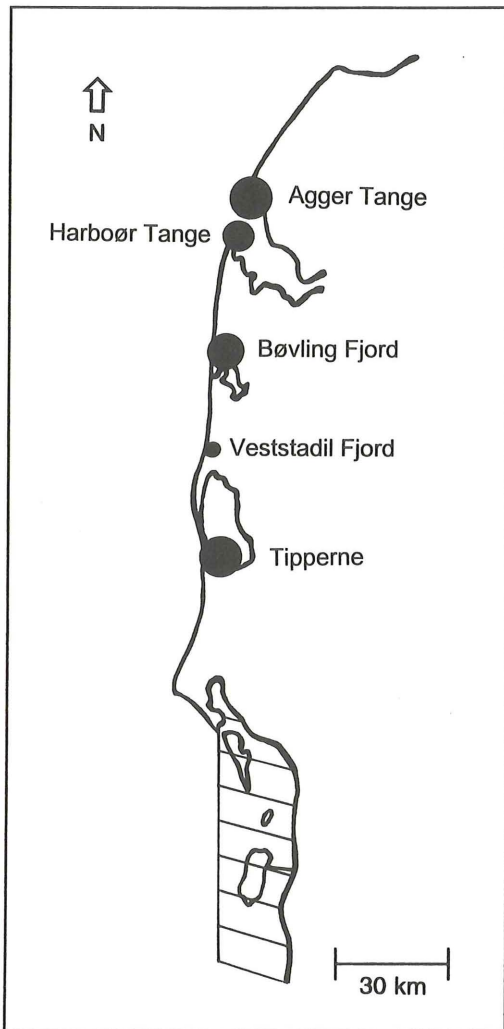 N
Agger Tange
Harboør Tange
Bøvling Fjord
Veststadil Fjord
Tipperne
30 km